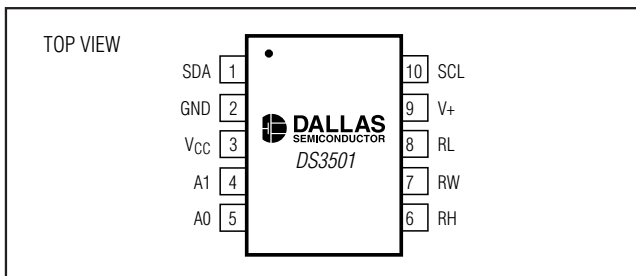 TOP VIEW
SDA 1
GND 2
VCC 3
A1 4
A0 5
10 SCL
9 V+
8 RL
7 RW
6 RH
DALLAS
SEMICONDUCTOR
DS3501